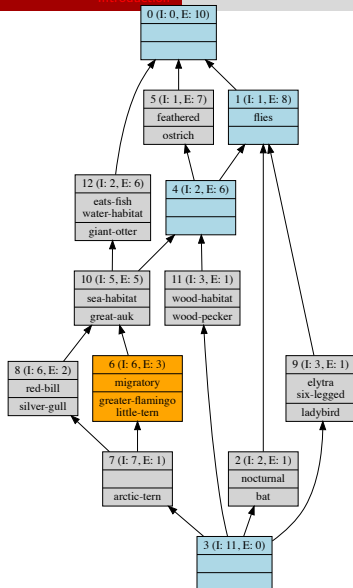 0 (I: 0, E: 10)
5 (I: 1, E: 7)
feathered
ostrich
1 (I: 1, E: 8)
flies
12 (I: 2, E: 6)
eats-fish
water-habitat
giant-otter
4 (I: 2, E: 6)
10 (I: 5, E: 5)
sea-habitat
great-auk
11 (I: 3, E: 1)
wood-habitat
wood-pecker
8 (I: 6, E: 2)
red-bill
silver-gull
6 (I: 6, E: 3)
migratory
greater-flamingo
little-tern
9 (I: 3, E: 1)
elytra
six-legged
ladybird
7 (I: 7, E: 1)
arctic-tern
2 (I: 2, E: 1)
nocturnal
bat
3 (I: 11, E: 0)